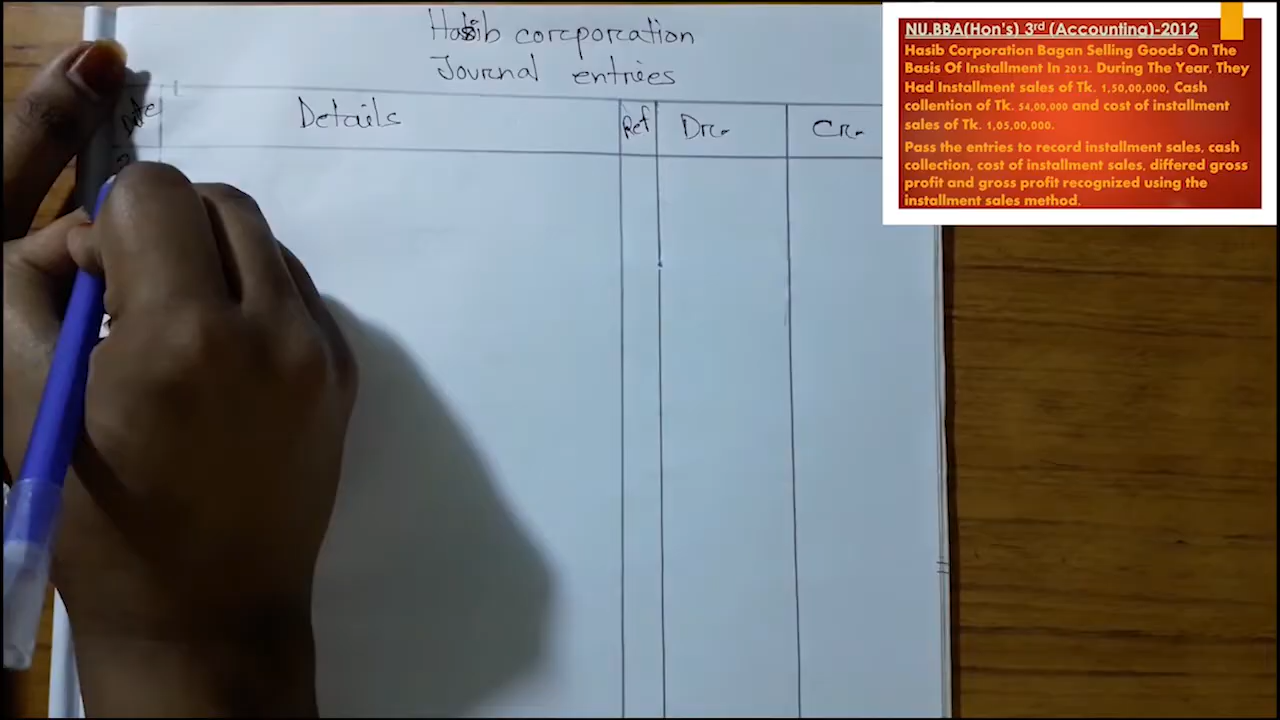 Hasib corporation
Journal entries
Date
Details
Ref
Dr.
Cr.
2
NU.BBA(Hon's) 3rd (Accounting)-2012
Hasib Corporation Bagan Selling Goods On The
Basis Of Installment In 2012. During The Year, They
Had Installment sales of Tk. 1,50,00,000, Cash
collention of Tk. 54,00,000 and cost of installment
sales of Tk. 1,05,00,000.
Pass the entries to record installment sales, cash
collection, cost of installment sales, differed gross
profit and gross profit recognized using the
installment sales method.